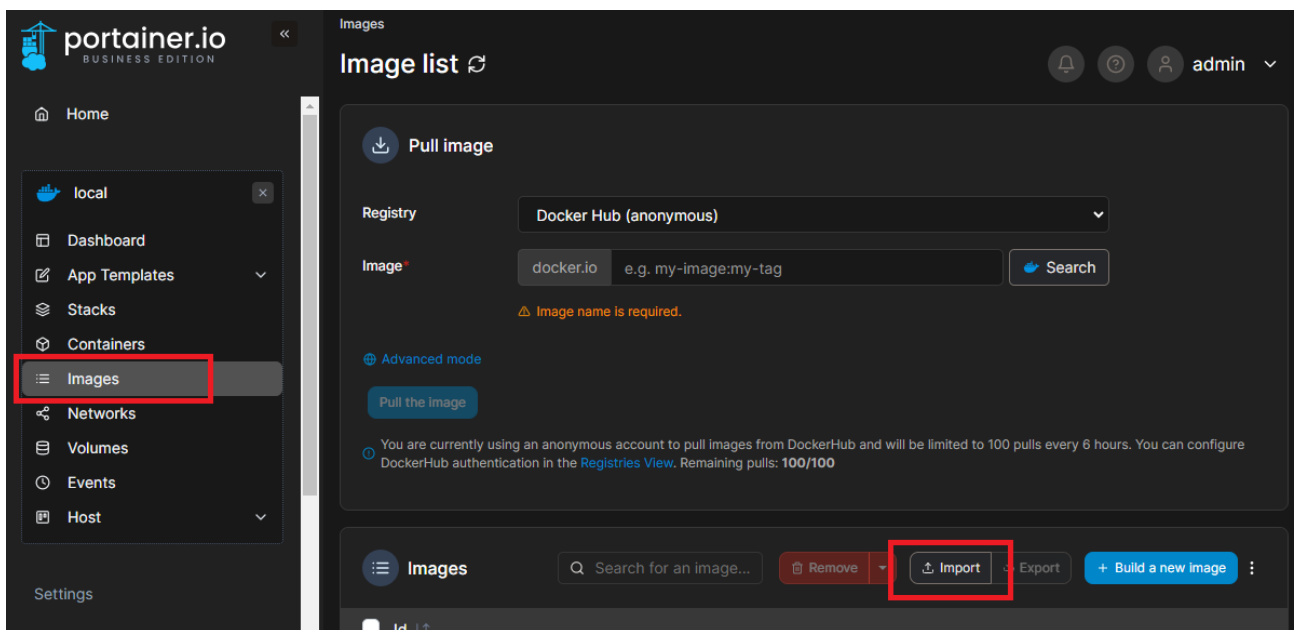 portainer.io
BUSINESS EDITION
«
Home
local
Dashboard
App Templates
Stacks
Containers
Images
Networks
Volumes
Events
Host
Settings
Images
Image list
admin
Pull image
Registry
Docker Hub (anonymous)
Image*
docker.io
e.g. my-image:my-tag
Search
Image name is required.
Advanced mode
Pull the image
You are currently using an anonymous account to pull images from DockerHub and will be limited to 100 pulls every 6 hours. You can configure
DockerHub authentication in the Registries View. Remaining pulls: 100/100
Images
Search for an image...
Remove
Import
Export
+ Build a new image
Id